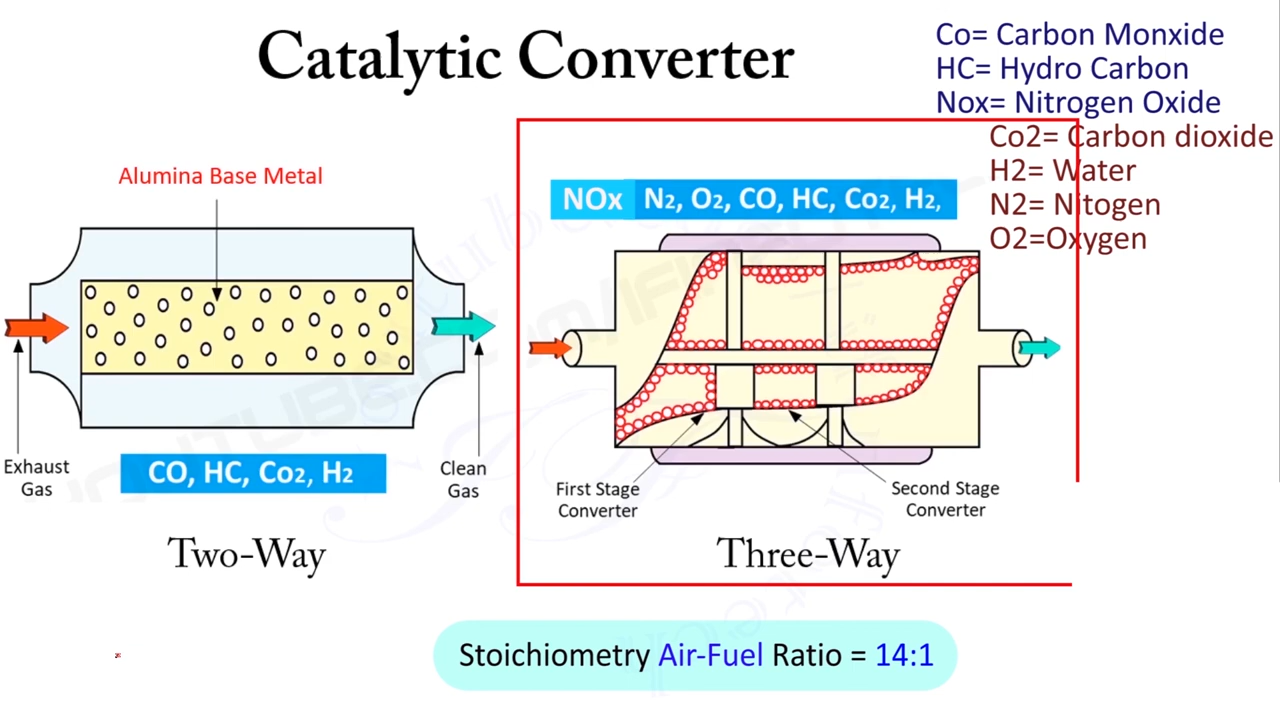 Catalytic Converter
Co= Carbon Monxide
HC= Hydro Carbon
Nox= Nitrogen Oxide
Co2= Carbon dioxide
H2= Water
N2= Nitogen
O2=Oxygen
Alumina Base Metal
NOx N2, O2, CO, HC, Co2, H2,
Exhaust
Gas
CO, HC, Co2, H2
Clean
Gas
First Stage
Converter
Second Stage
Converter
Two-Way
Three-Way
Stoichiometry Air-Fuel Ratio = 14:1